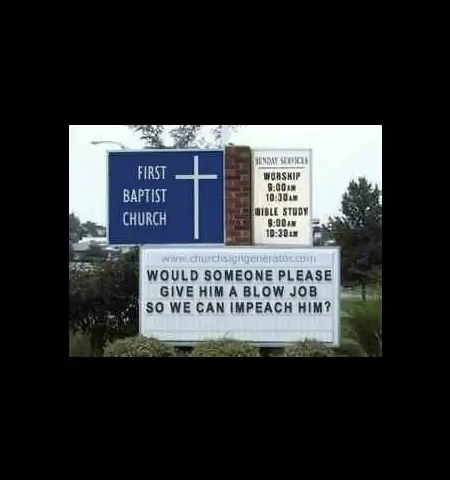 FIRST
BAPTIST
CHURCH
SUNDAY SERVICES
WORSHIP
9:00AM
10:30AM
BIBLE STUDY
9:00AM
10:30AM
www.churchsigngenerator.com
WOULD SOMEONE PLEASE
GIVE HIM A BLOW JOB
SO WE CAN IMPEACH HIM?